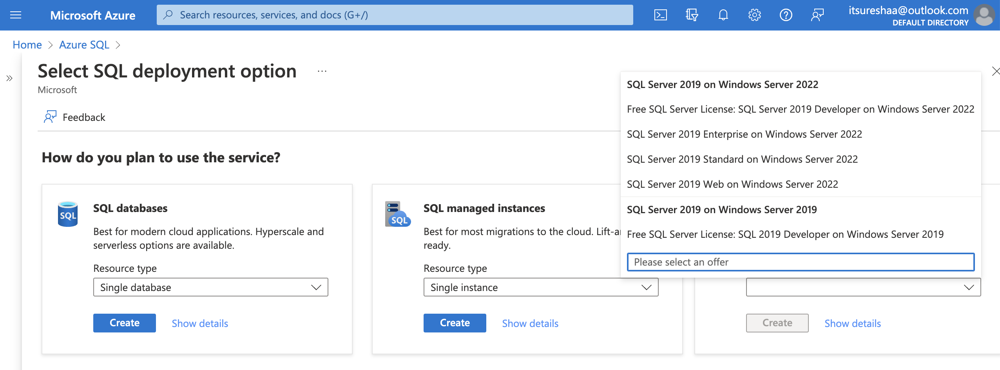 Microsoft Azure
Search resources, services, and docs (G+/)
itsureshaa@outlook.com
DEFAULT DIRECTORY
Home > Azure SQL >
Select SQL deployment option ...
Microsoft
Feedback
How do you plan to use the service?
SQL
SQL databases
Best for modern cloud applications. Hyperscale and
serverless options are available.
Resource type
Single database
Create Show details
SQL
SQL managed instances
Best for most migrations to the cloud. Lift-
ready.
Resource type
Single instance
Create Show details
SQL Server 2019 on Windows Server 2022
Free SQL Server License: SQL Server 2019 Developer on Windows Server 2022
SQL Server 2019 Enterprise on Windows Server 2022
SQL Server 2019 Standard on Windows Server 2022
SQL Server 2019 Web on Windows Server 2022
SQL Server 2019 on Windows Server 2019
Free SQL Server License: SQL 2019 Developer on Windows Server 2019
Please select an offer
Create Show details